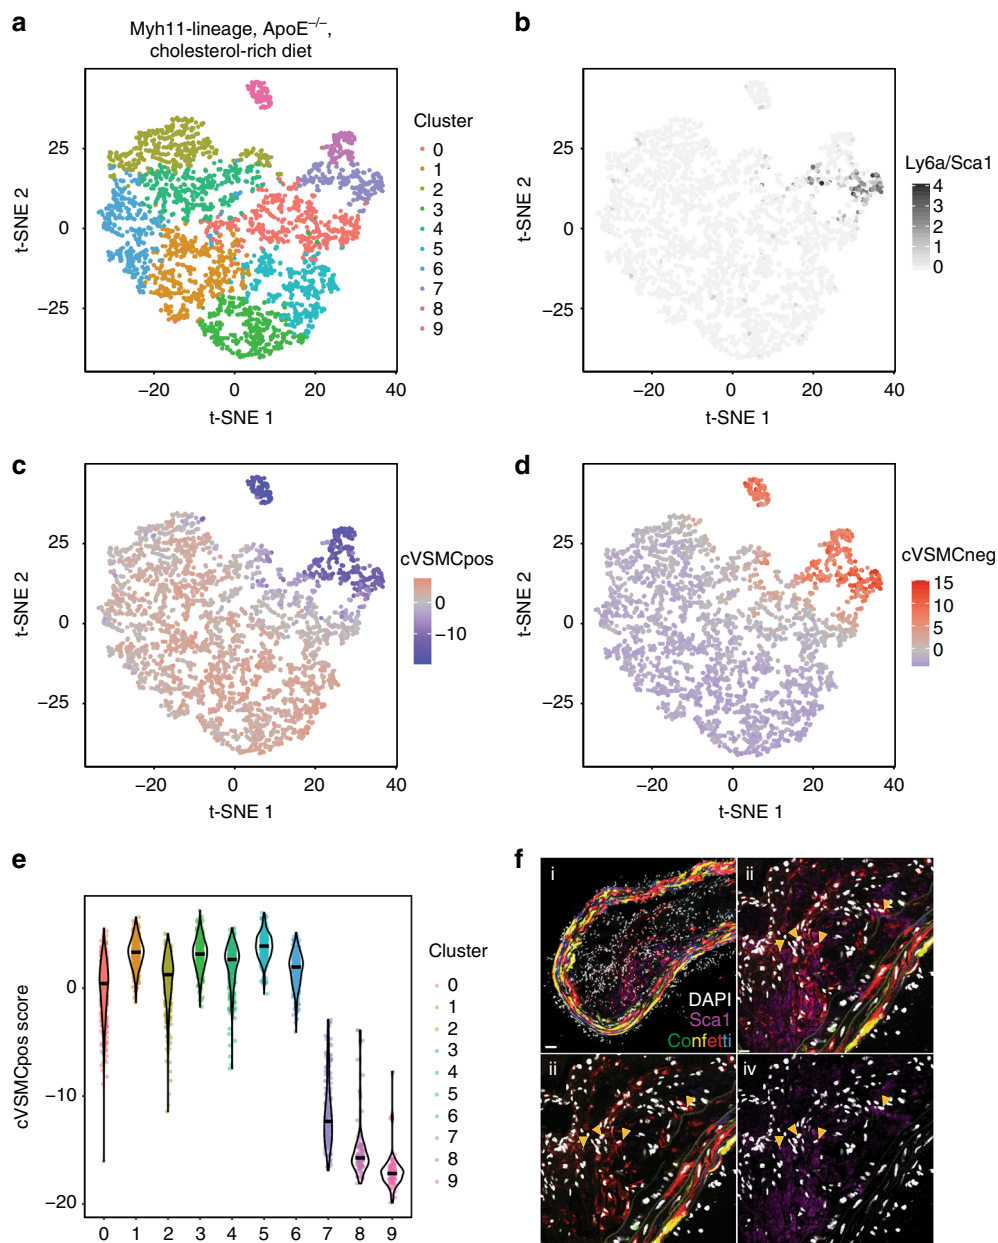 a
Myh11-lineage, ApoE–/–,
cholesterol-rich diet
25
0
−25
t-SNE 2
−20 0 20 40
t-SNE 1
Cluster
0
1
2
3
4
5
6
7
8
9
b
25
0
−25
t-SNE 2
−20 0 20 40
t-SNE 1
Ly6a/Sca1
4
3
2
1
0
c
25
0
−25
t-SNE 2
−20 0 20 40
t-SNE 1
cVSMCpos
0
−10
d
25
0
−25
t-SNE 2
−20 0 20 40
t-SNE 1
cVSMCneg
15
10
5
0
e
0
−10
−20
cVSMCpos score
0 1 2 3 4 5 6 7 8 9
Cluster
0
1
2
3
4
5
6
7
8
9
f
i
DAPI
Sca1
Confetti
ii
ii
iv